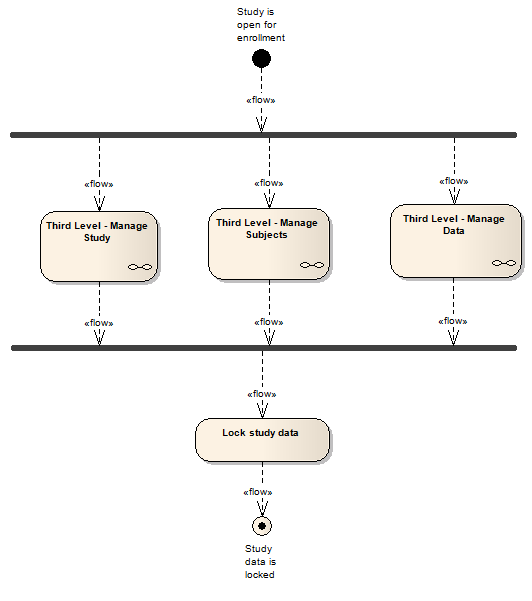 Study is
open for
enrollment
«flow»
«flow»
«flow»
«flow»
Third Level - Manage
Study
Third Level - Manage
Subjects
Third Level - Manage
Data
«flow»
«flow»
«flow»
«flow»
Lock study data
«flow»
Study
data is
locked